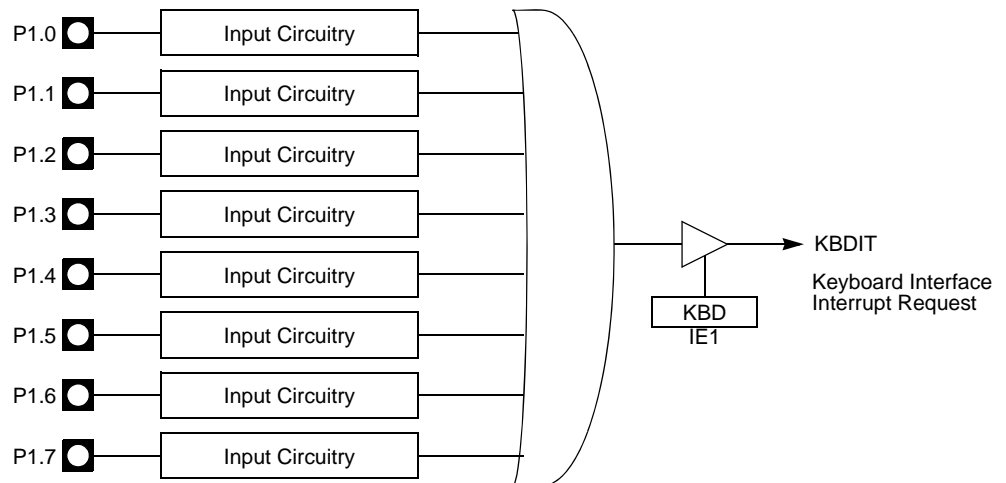 P1.0 Input Circuitry
P1.1 Input Circuitry
P1.2 Input Circuitry
P1.3 Input Circuitry
P1.4 Input Circuitry
P1.5 Input Circuitry
P1.6 Input Circuitry
P1.7 Input Circuitry
KBDIT
Keyboard Interface
Interrupt Request
KBD
IE1